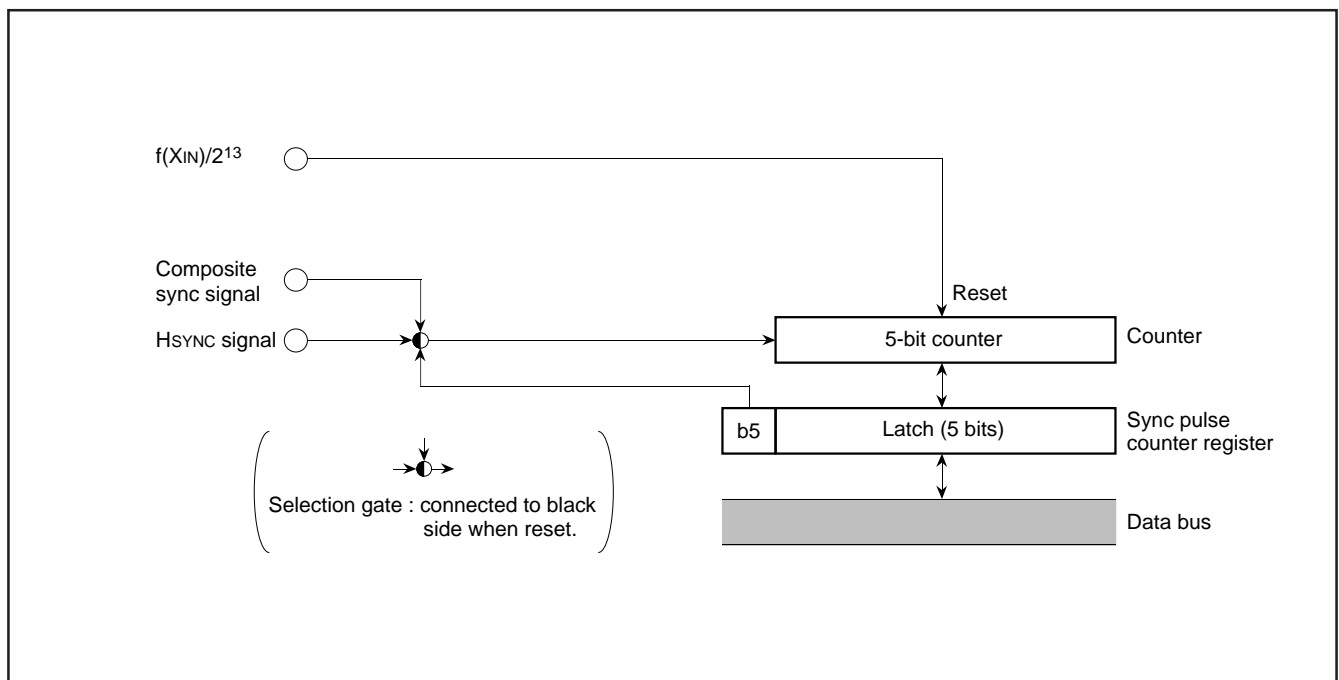 f(XIN)/2¹³
Composite
sync signal
HSYNC signal
Reset
5-bit counter
Counter
b5
Latch (5 bits)
Sync pulse
counter register
Selection gate : connected to black
side when reset.
Data bus